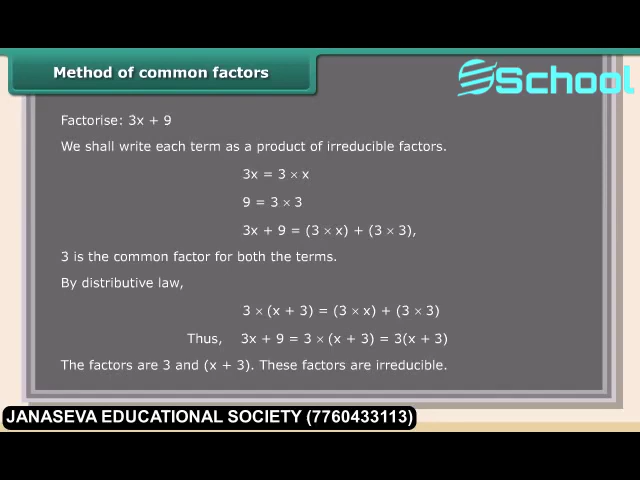 Method of common factors
School
Factorise: 3x + 9
We shall write each term as a product of irreducible factors.
3x = 3 × x
9 = 3 × 3
3x + 9 = (3 × x) + (3 × 3),
3 is the common factor for both the terms.
By distributive law,
3 × (x + 3) = (3 × x) + (3 × 3)
Thus, 3x + 9 = 3 × (x + 3) = 3(x + 3)
The factors are 3 and (x + 3). These factors are irreducible.
JANASEVA EDUCATIONAL SOCIETY (7760433113)